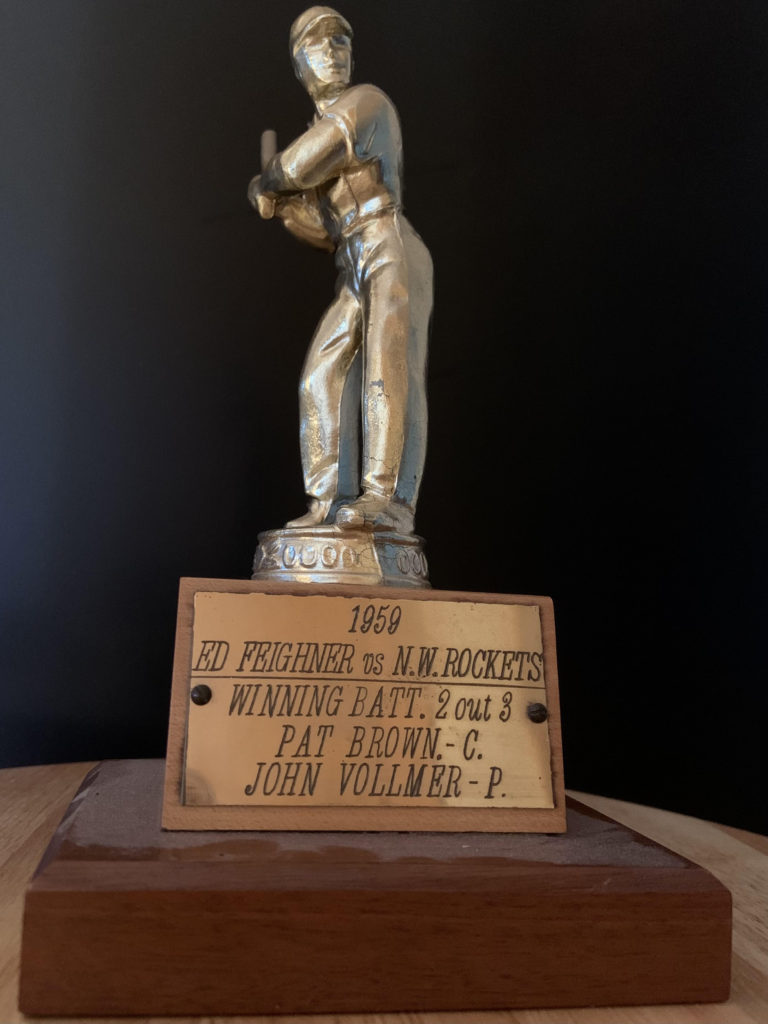 1959
ED FEIGHNER vs N.W. ROCKETS
WINNING BATT. 2 out 3
PAT BROWN.- C.
JOHN VOLLMER - P.